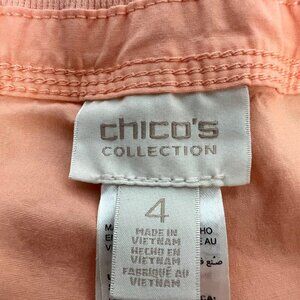 chico's
COLLECTION
4
MADE IN
VIETNAM
HECHO EN
VIETNAM
FABRIQUÉ AU
VIETNAM